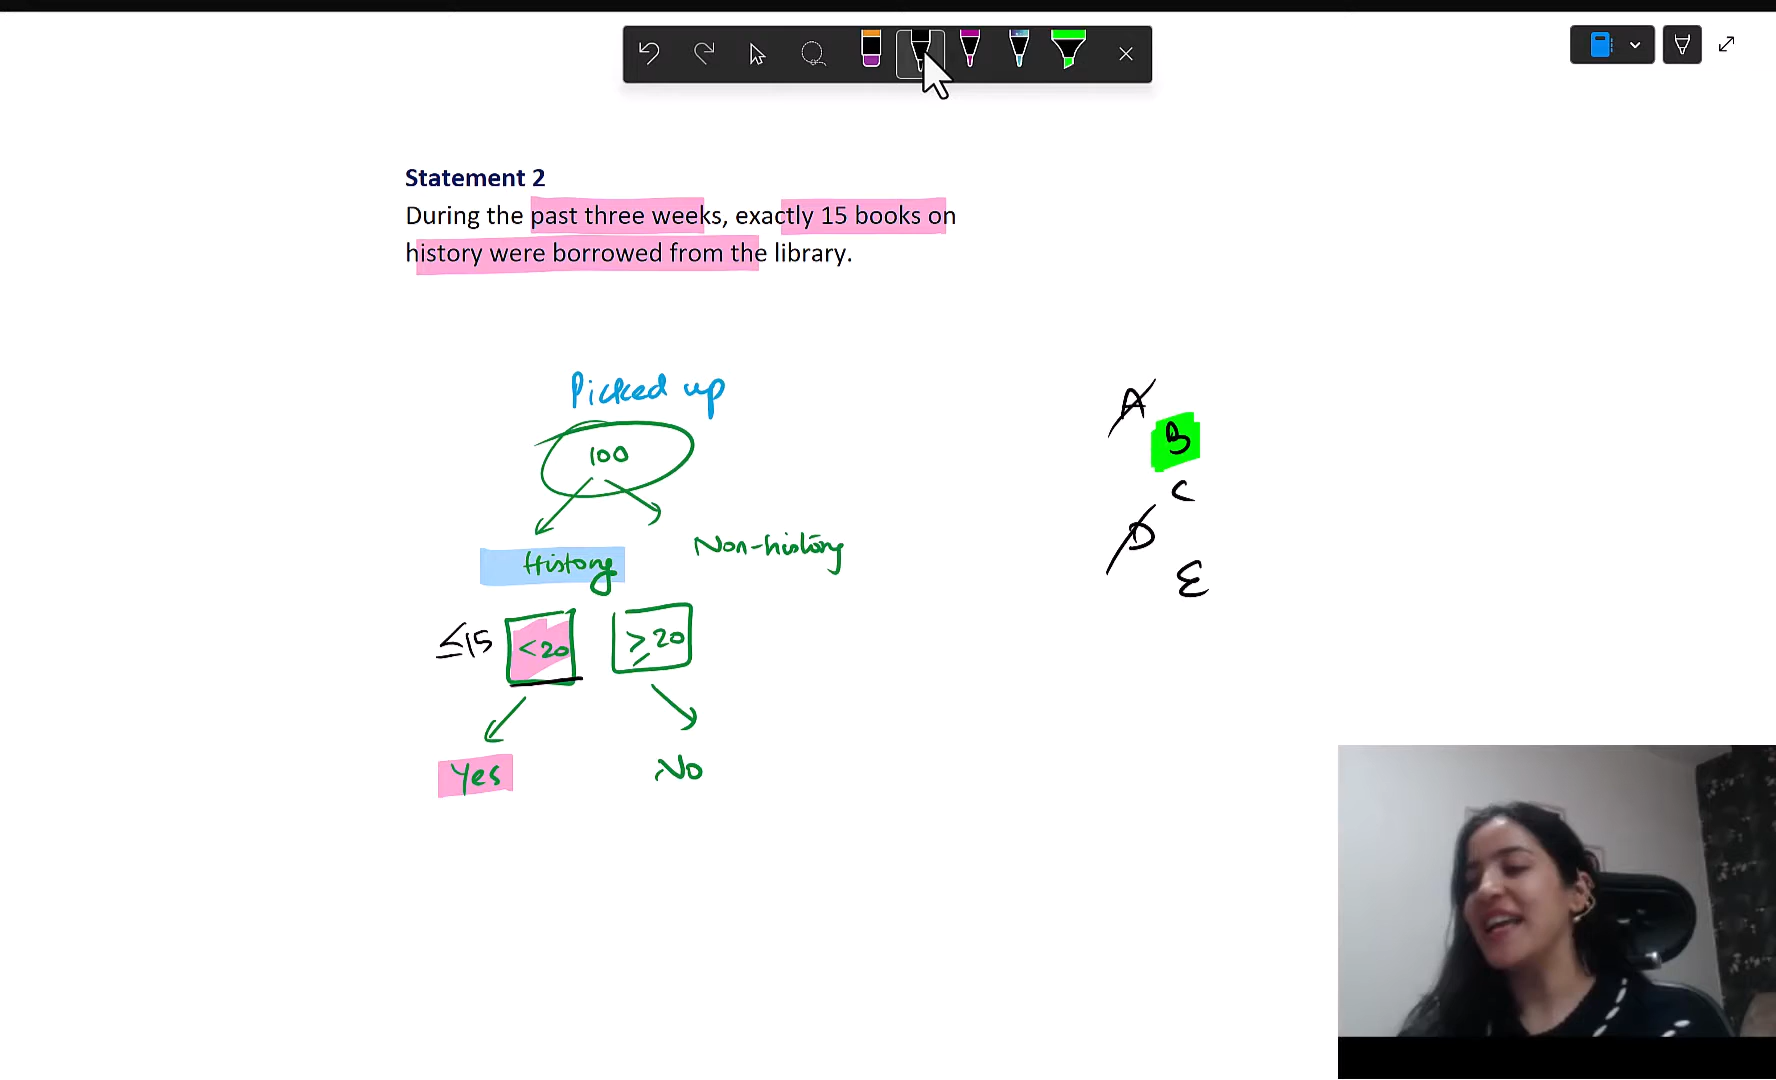 Statement 2
During the past three weeks, exactly 15 books on
history were borrowed from the library.
Picked up
100
History
Non-history
≤15
<20
≥20
Yes
No
A
B
C
D
E